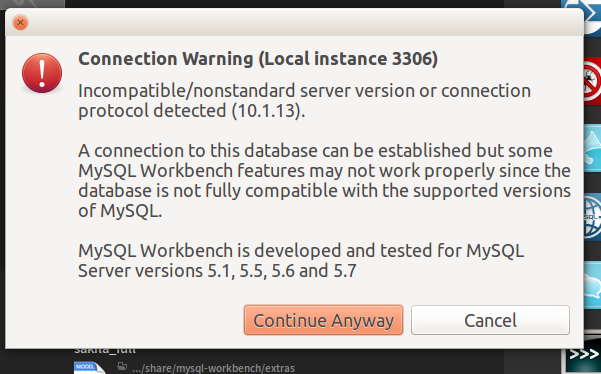 Connection Warning (Local instance 3306)
Incompatible/nonstandard server version or connection
protocol detected (10.1.13).
A connection to this database can be established but some
MySQL Workbench features may not work properly since the
database is not fully compatible with the supported versions
of MySQL.
MySQL Workbench is developed and tested for MySQL
Server versions 5.1, 5.5, 5.6 and 5.7
Continue Anyway
Cancel
sakila_full
MODEL
.../share/mysql-workbench/extras
>>>